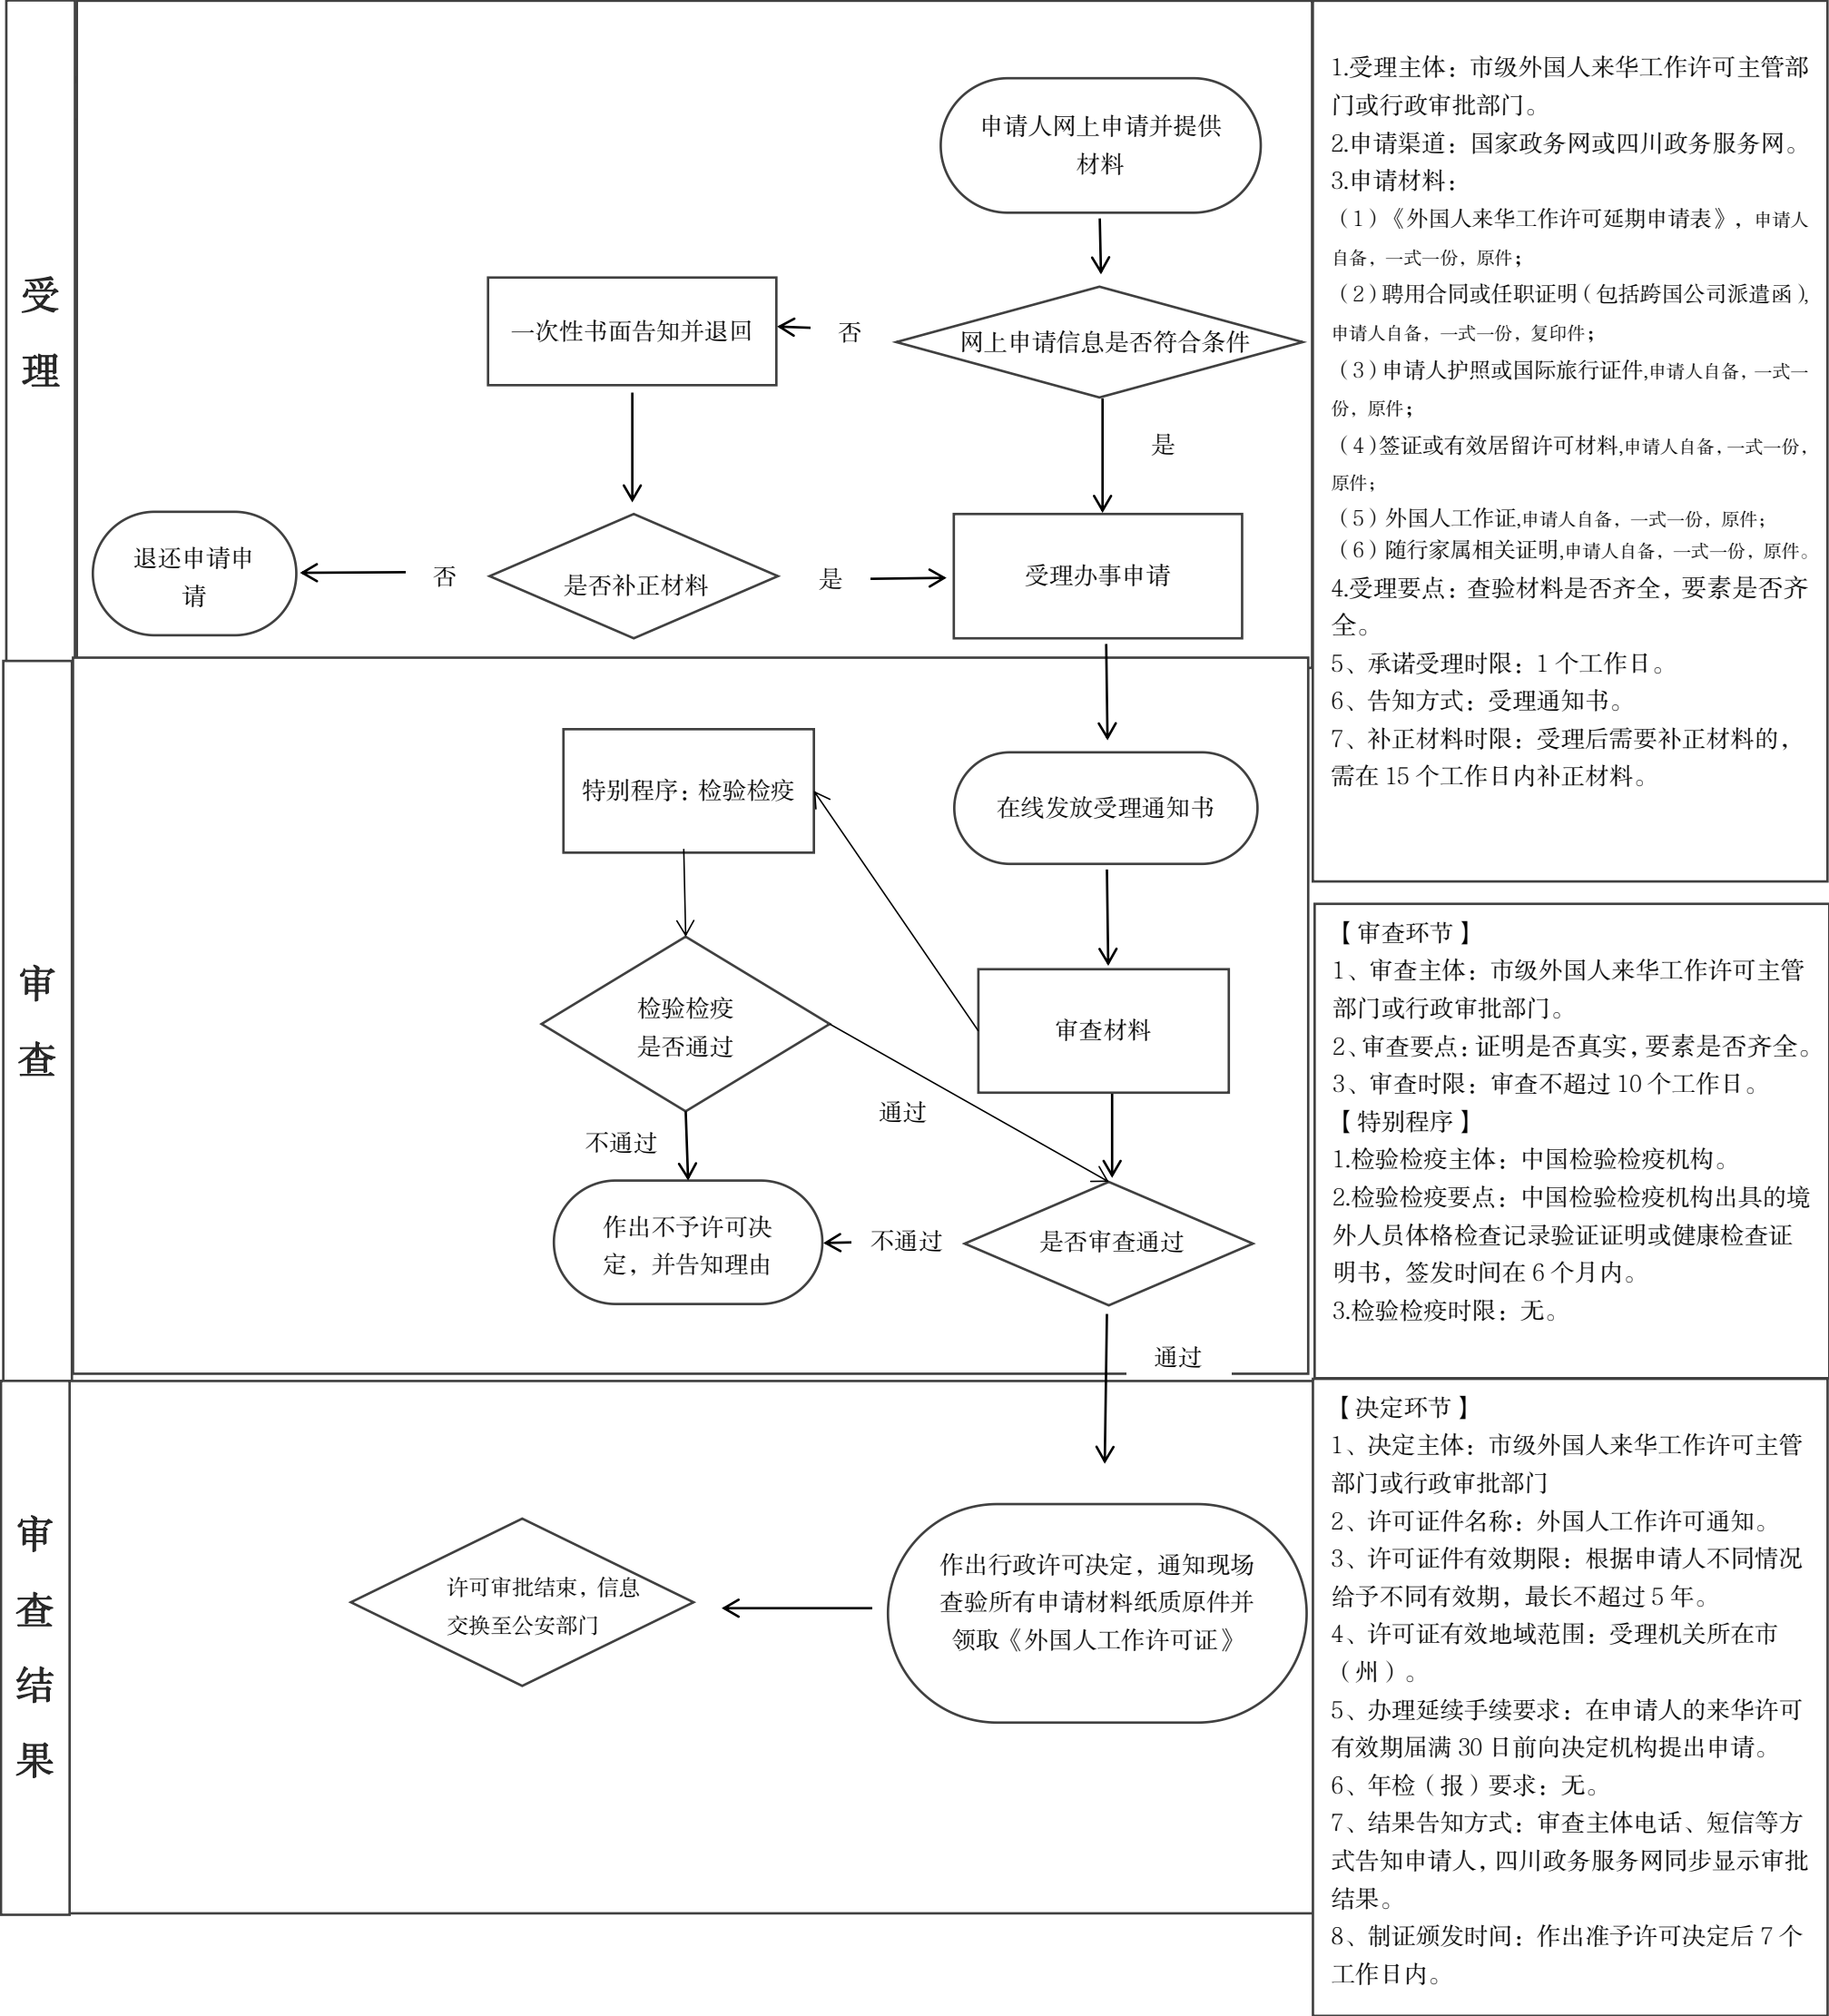 受
理
申请人网上申请并提供
材料
网上申请信息是否符合条件
否
一次性书面告知并退回
是
是否补正材料
否
退还申请申
请
是
受理办事申请
1.受理主体：市级外国人来华工作许可主管部
门或行政审批部门。
2.申请渠道：国家政务网或四川政务服务网。
3.申请材料：
（1）《外国人来华工作许可延期申请表》，申请人
自备，一式一份，原件；
（2）聘用合同或任职证明（包括跨国公司派遣函），
申请人自备，一式一份，复印件；
（3）申请人护照或国际旅行证件,申请人自备，一式一
份，原件；
（4）签证或有效居留许可材料,申请人自备，一式一份，
原件；
（5）外国人工作证,申请人自备，一式一份，原件；
（6）随行家属相关证明,申请人自备，一式一份，原件。
4.受理要点：查验材料是否齐全，要素是否齐
全。
5、承诺受理时限：1 个工作日。
6、告知方式：受理通知书。
7、补正材料时限：受理后需要补正材料的，
需在 15 个工作日内补正材料。
审
查
在线发放受理通知书
特别程序：检验检疫
审查材料
检验检疫
是否通过
通过
不通过
是否审查通过
不通过
作出不予许可决
定，并告知理由
通过
【审查环节】
1、审查主体：市级外国人来华工作许可主管
部门或行政审批部门。
2、审查要点：证明是否真实，要素是否齐全。
3、审查时限：审查不超过 10 个工作日。
【特别程序】
1.检验检疫主体：中国检验检疫机构。
2.检验检疫要点：中国检验检疫机构出具的境
外人员体格检查记录验证证明或健康检查证
明书，签发时间在 6 个月内。
3.检验检疫时限：无。
审
查
结
果
作出行政许可决定，通知现场
查验所有申请材料纸质原件并
领取《外国人工作许可证》
许可审批结束，信息
交换至公安部门
【决定环节】
1、决定主体：市级外国人来华工作许可主管
部门或行政审批部门
2、许可证件名称：外国人工作许可通知。
3、许可证件有效期限：根据申请人不同情况
给予不同有效期，最长不超过 5 年。
4、许可证有效地域范围：受理机关所在市
（州）。
5、办理延续手续要求：在申请人的来华许可
有效期届满 30 日前向决定机构提出申请。
6、年检（报）要求：无。
7、结果告知方式：审查主体电话、短信等方
式告知申请人，四川政务服务网同步显示审批
结果。
8、制证颁发时间：作出准予许可决定后 7 个
工作日内。